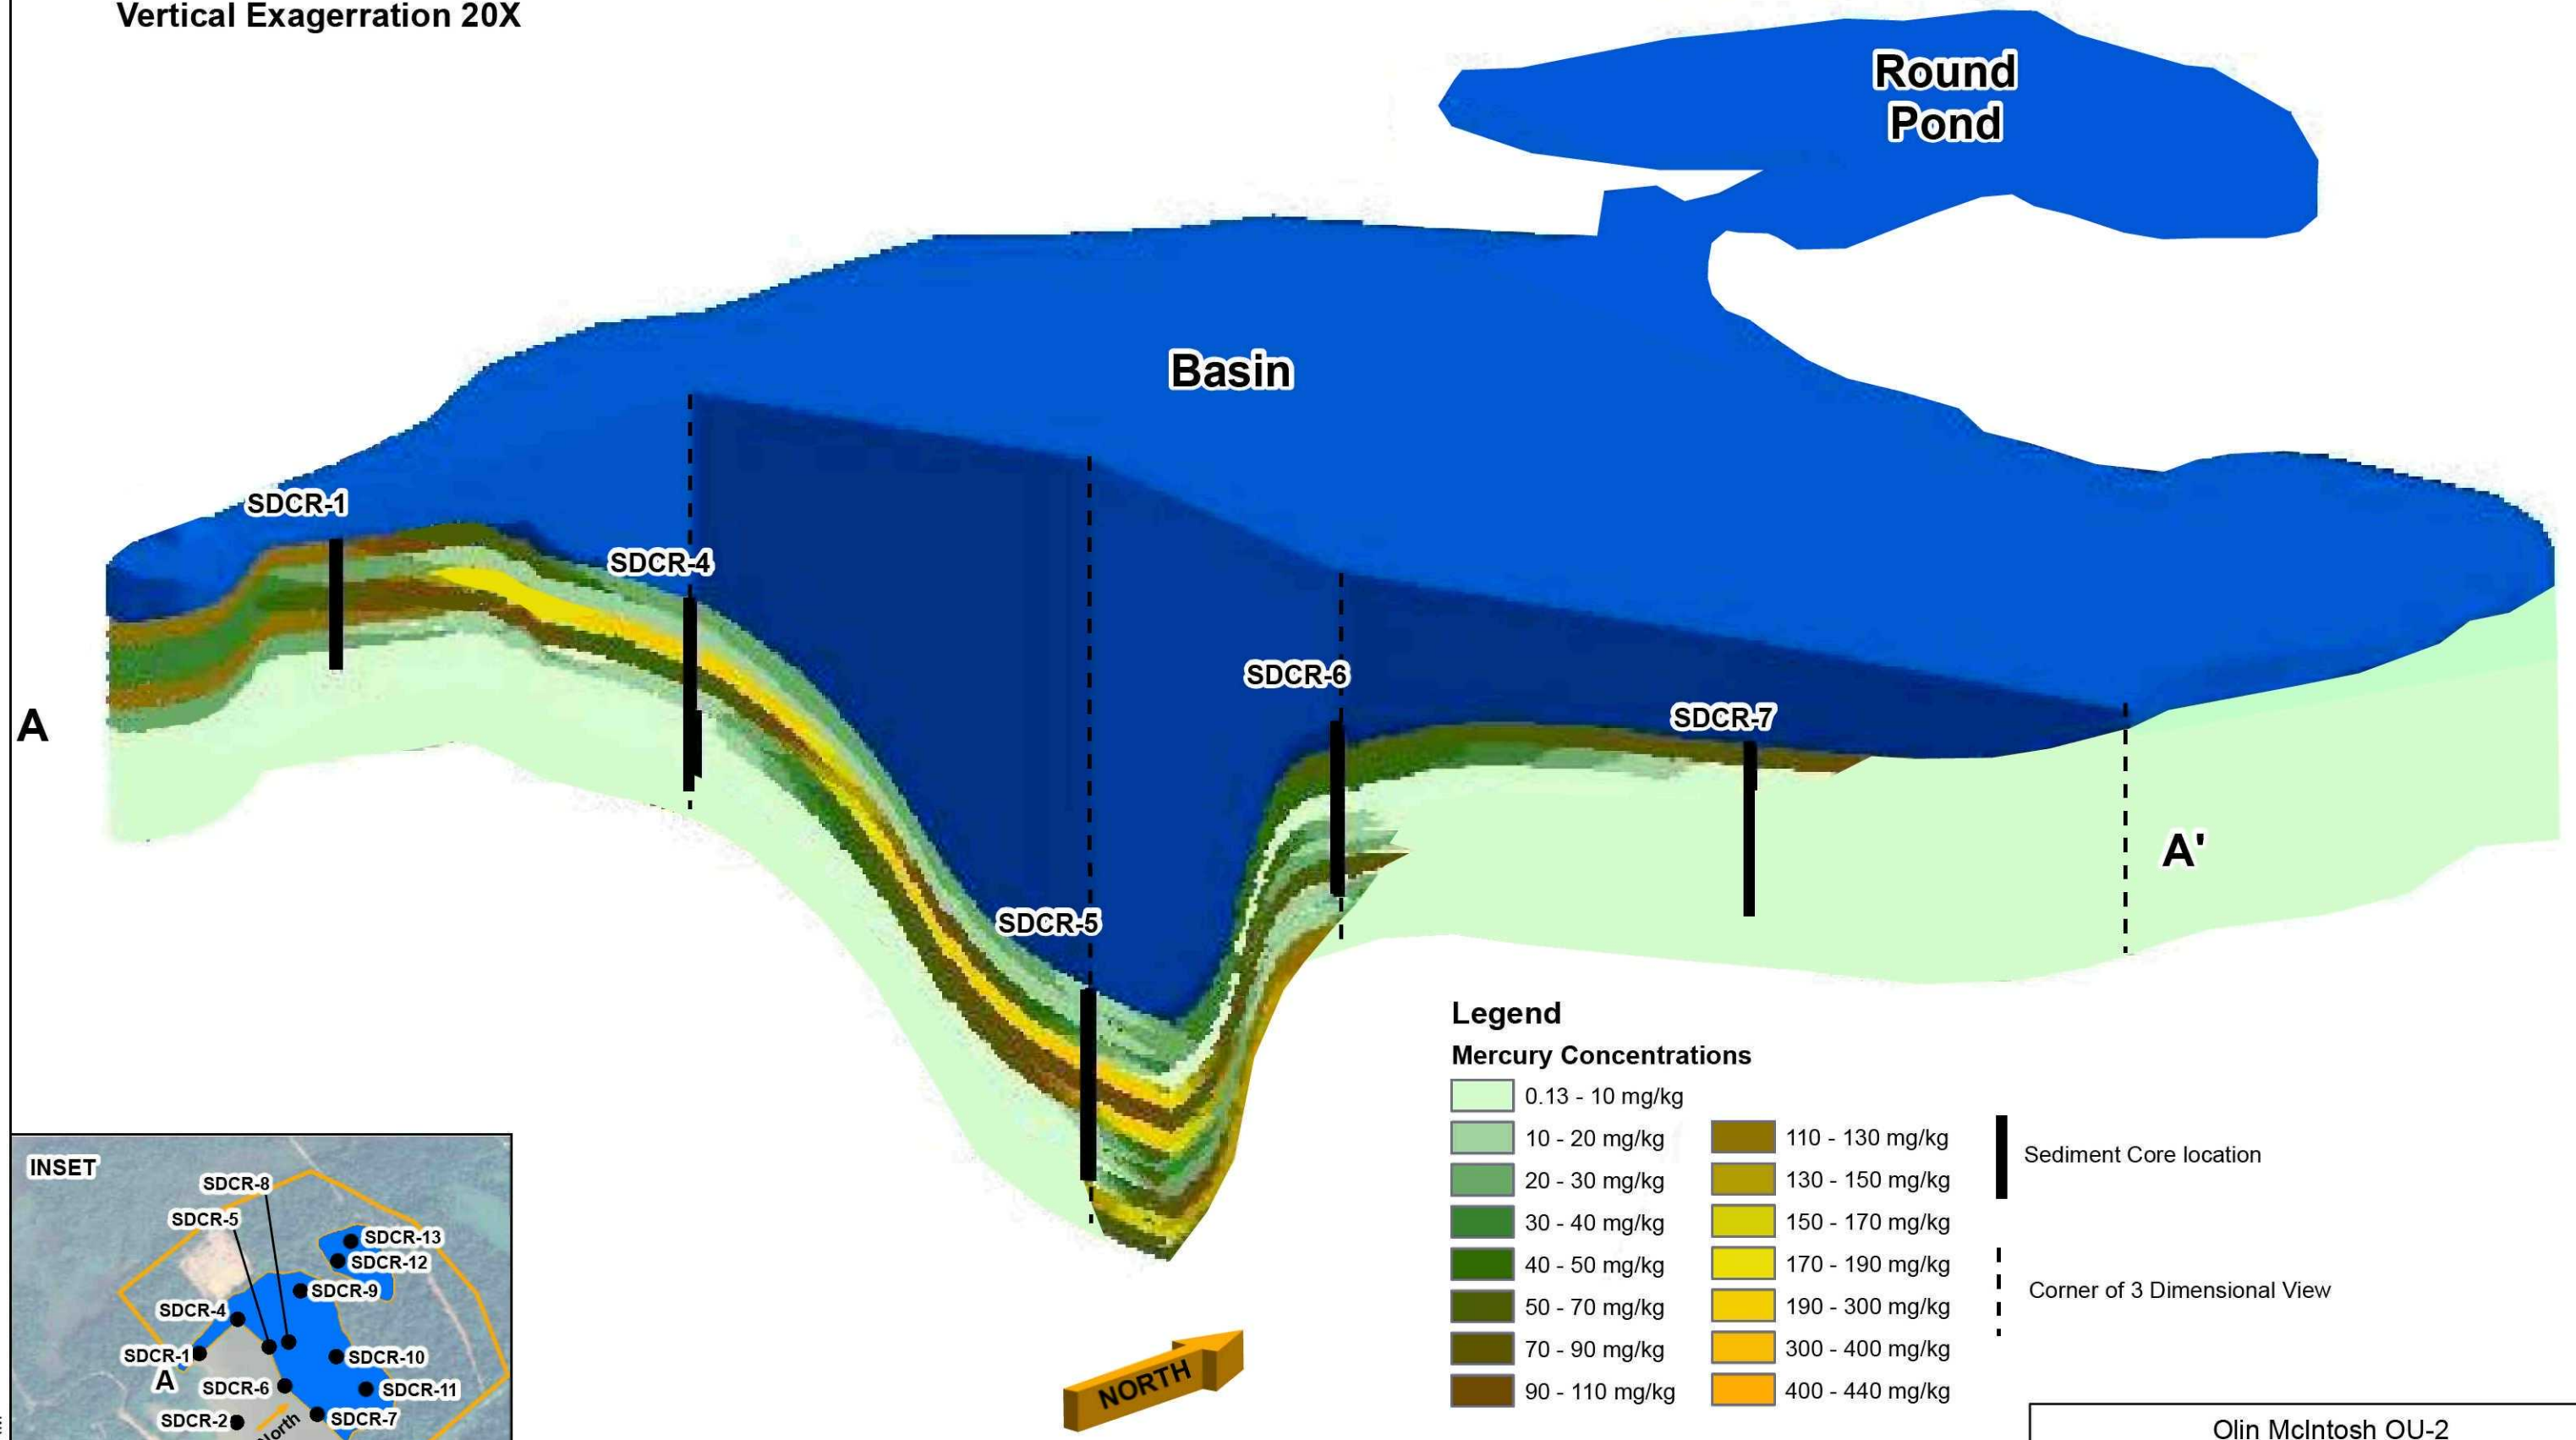 Vertical Exagerration 20X
Round
Pond
Basin
SDCR-1
SDCR-4
SDCR-6
SDCR-7
A
A'
SDCR-5
Legend
Mercury Concentrations
0.13 - 10 mg/kg
10 - 20 mg/kg
20 - 30 mg/kg
30 - 40 mg/kg
40 - 50 mg/kg
50 - 70 mg/kg
70 - 90 mg/kg
90 - 110 mg/kg
110 - 130 mg/kg
130 - 150 mg/kg
150 - 170 mg/kg
170 - 190 mg/kg
190 - 300 mg/kg
300 - 400 mg/kg
400 - 440 mg/kg
Sediment Core location
Corner of 3 Dimensional View
NORTH
INSET
SDCR-8
SDCR-5
SDCR-13
SDCR-12
SDCR-9
SDCR-4
SDCR-1
A
SDCR-10
SDCR-6
SDCR-11
SDCR-2
SDCR-7
North
Olin McIntosh OU-2